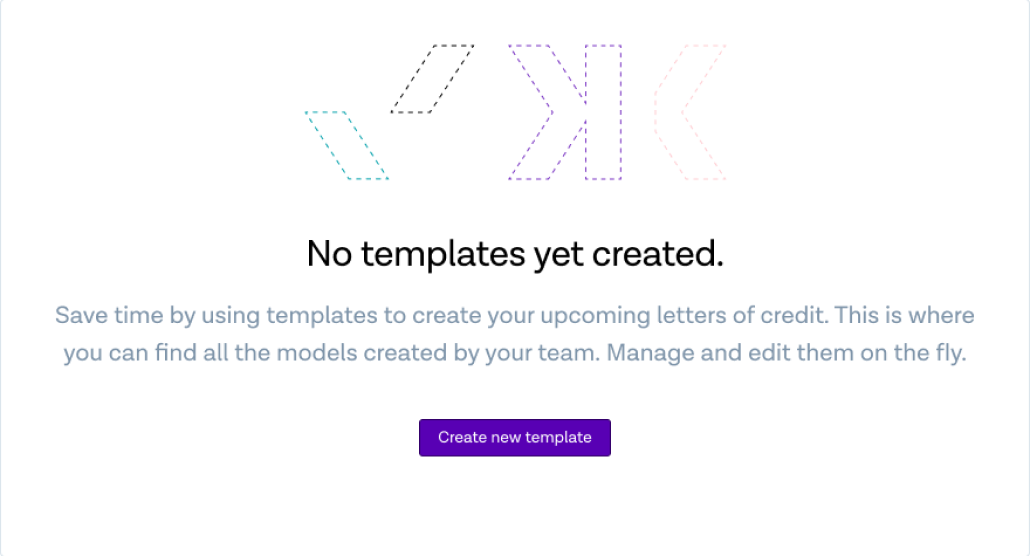 No templates yet created.
Save time by using templates to create your upcoming letters of credit. This is where
you can find all the models created by your team. Manage and edit them on the fly.
Create new template